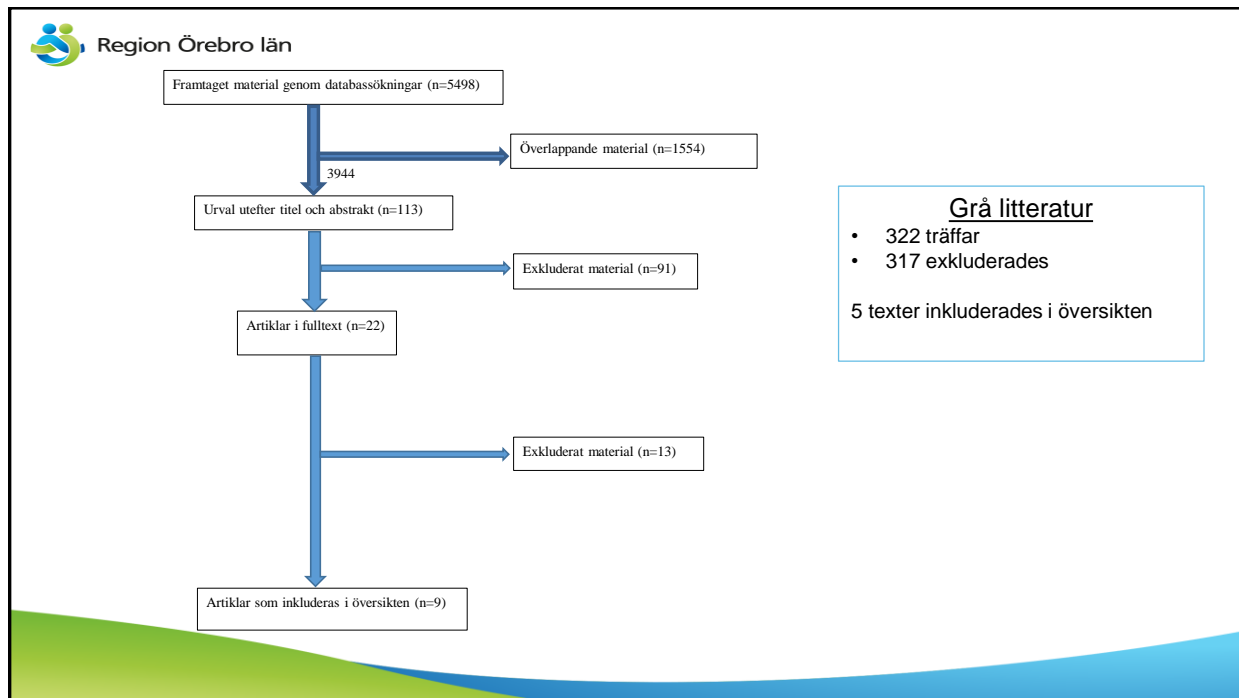 Region Örebro län
Framtaget material genom databassökningar (n=5498)
Överlappande material (n=1554)
3944
Urval utefter titel och abstrakt (n=113)
Exkluderat material (n=91)
Artiklar i fulltext (n=22)
Exkluderat material (n=13)
Artiklar som inkluderas i översikten (n=9)
Grå litteratur
• 322 träffar
• 317 exkluderades
5 texter inkluderades i översikten